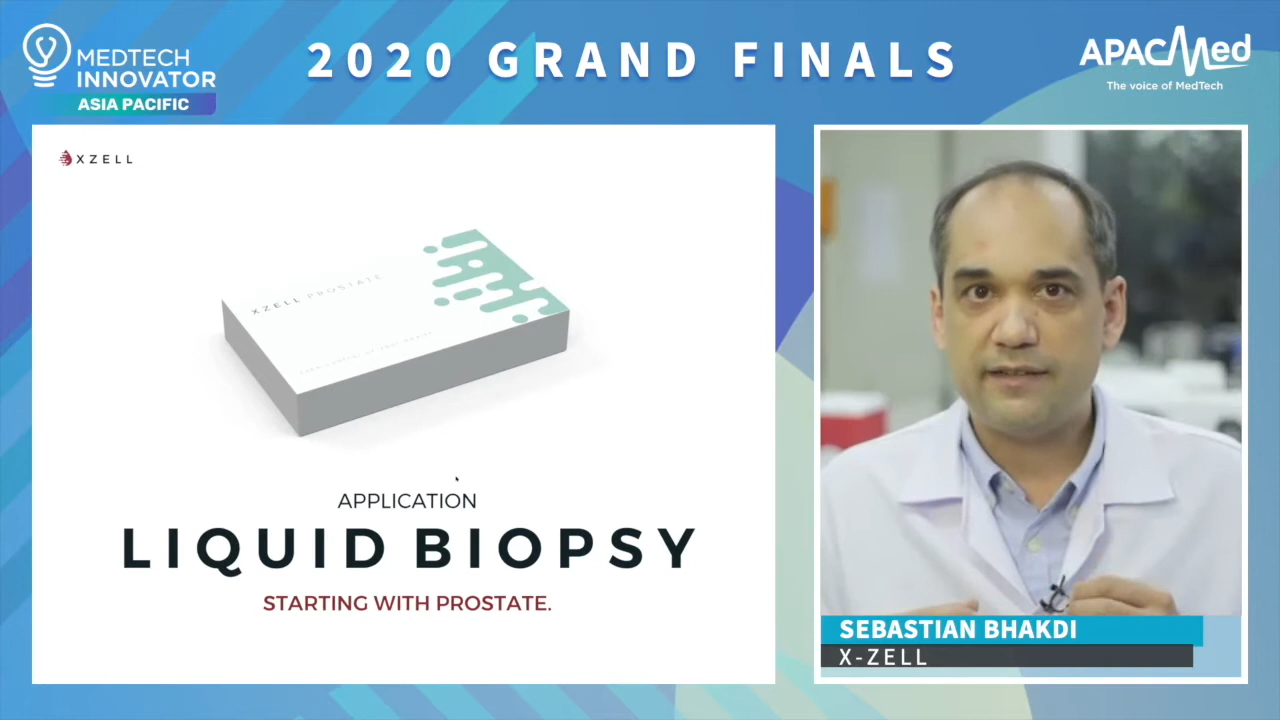 MEDTECH
INNOVATOR
ASIA PACIFIC
2020 GRAND FINALS
APACMed
The voice of MedTech
XZELL
XZELL PROSTATE
APPLICATION
LIQUID BIOPSY
STARTING WITH PROSTATE.
SEBASTIAN BHAKDI
X-ZELL